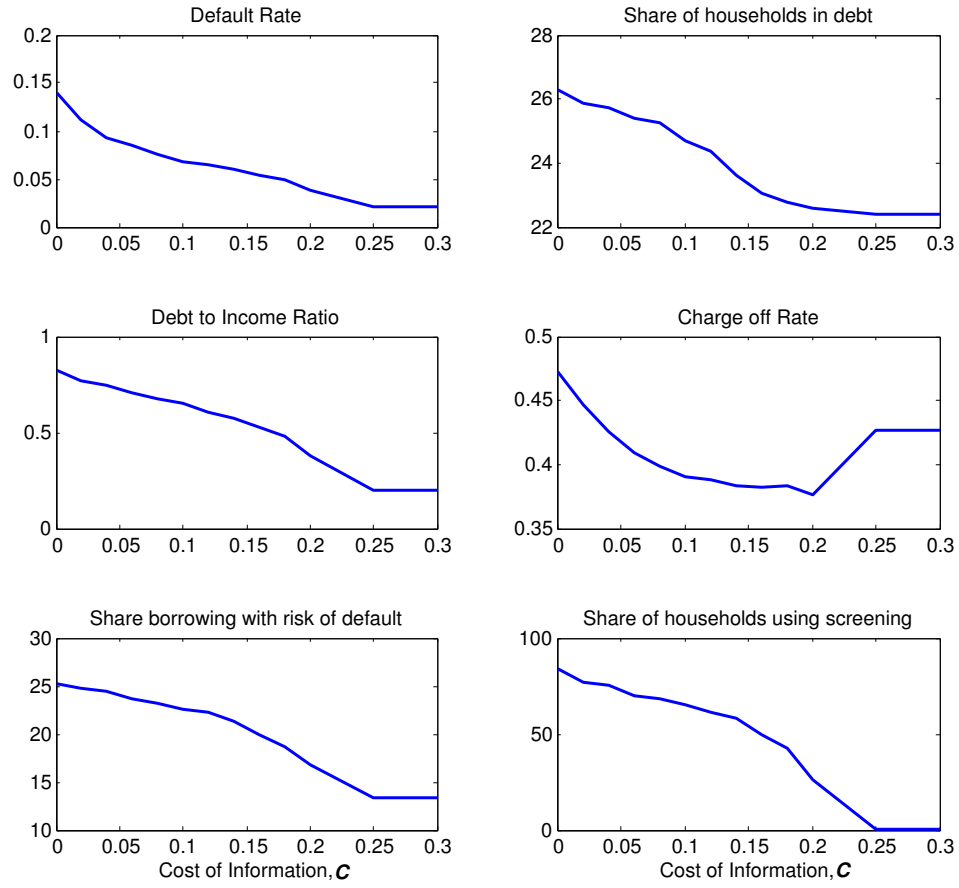 Default Rate
0.2
0.15
0.1
0.05
0
0 0.05 0.1 0.15 0.2 0.25 0.3
Share of households in debt
28
26
24
22
0 0.05 0.1 0.15 0.2 0.25 0.3
Debt to Income Ratio
1
0.5
0
0 0.05 0.1 0.15 0.2 0.25 0.3
Charge off Rate
0.5
0.45
0.4
0.35
0 0.05 0.1 0.15 0.2 0.25 0.3
Share borrowing with risk of default
30
25
20
15
10
0 0.05 0.1 0.15 0.2 0.25 0.3
Cost of Information, C
Share of households using screening
100
50
0
0 0.05 0.1 0.15 0.2 0.25 0.3
Cost of Information, C